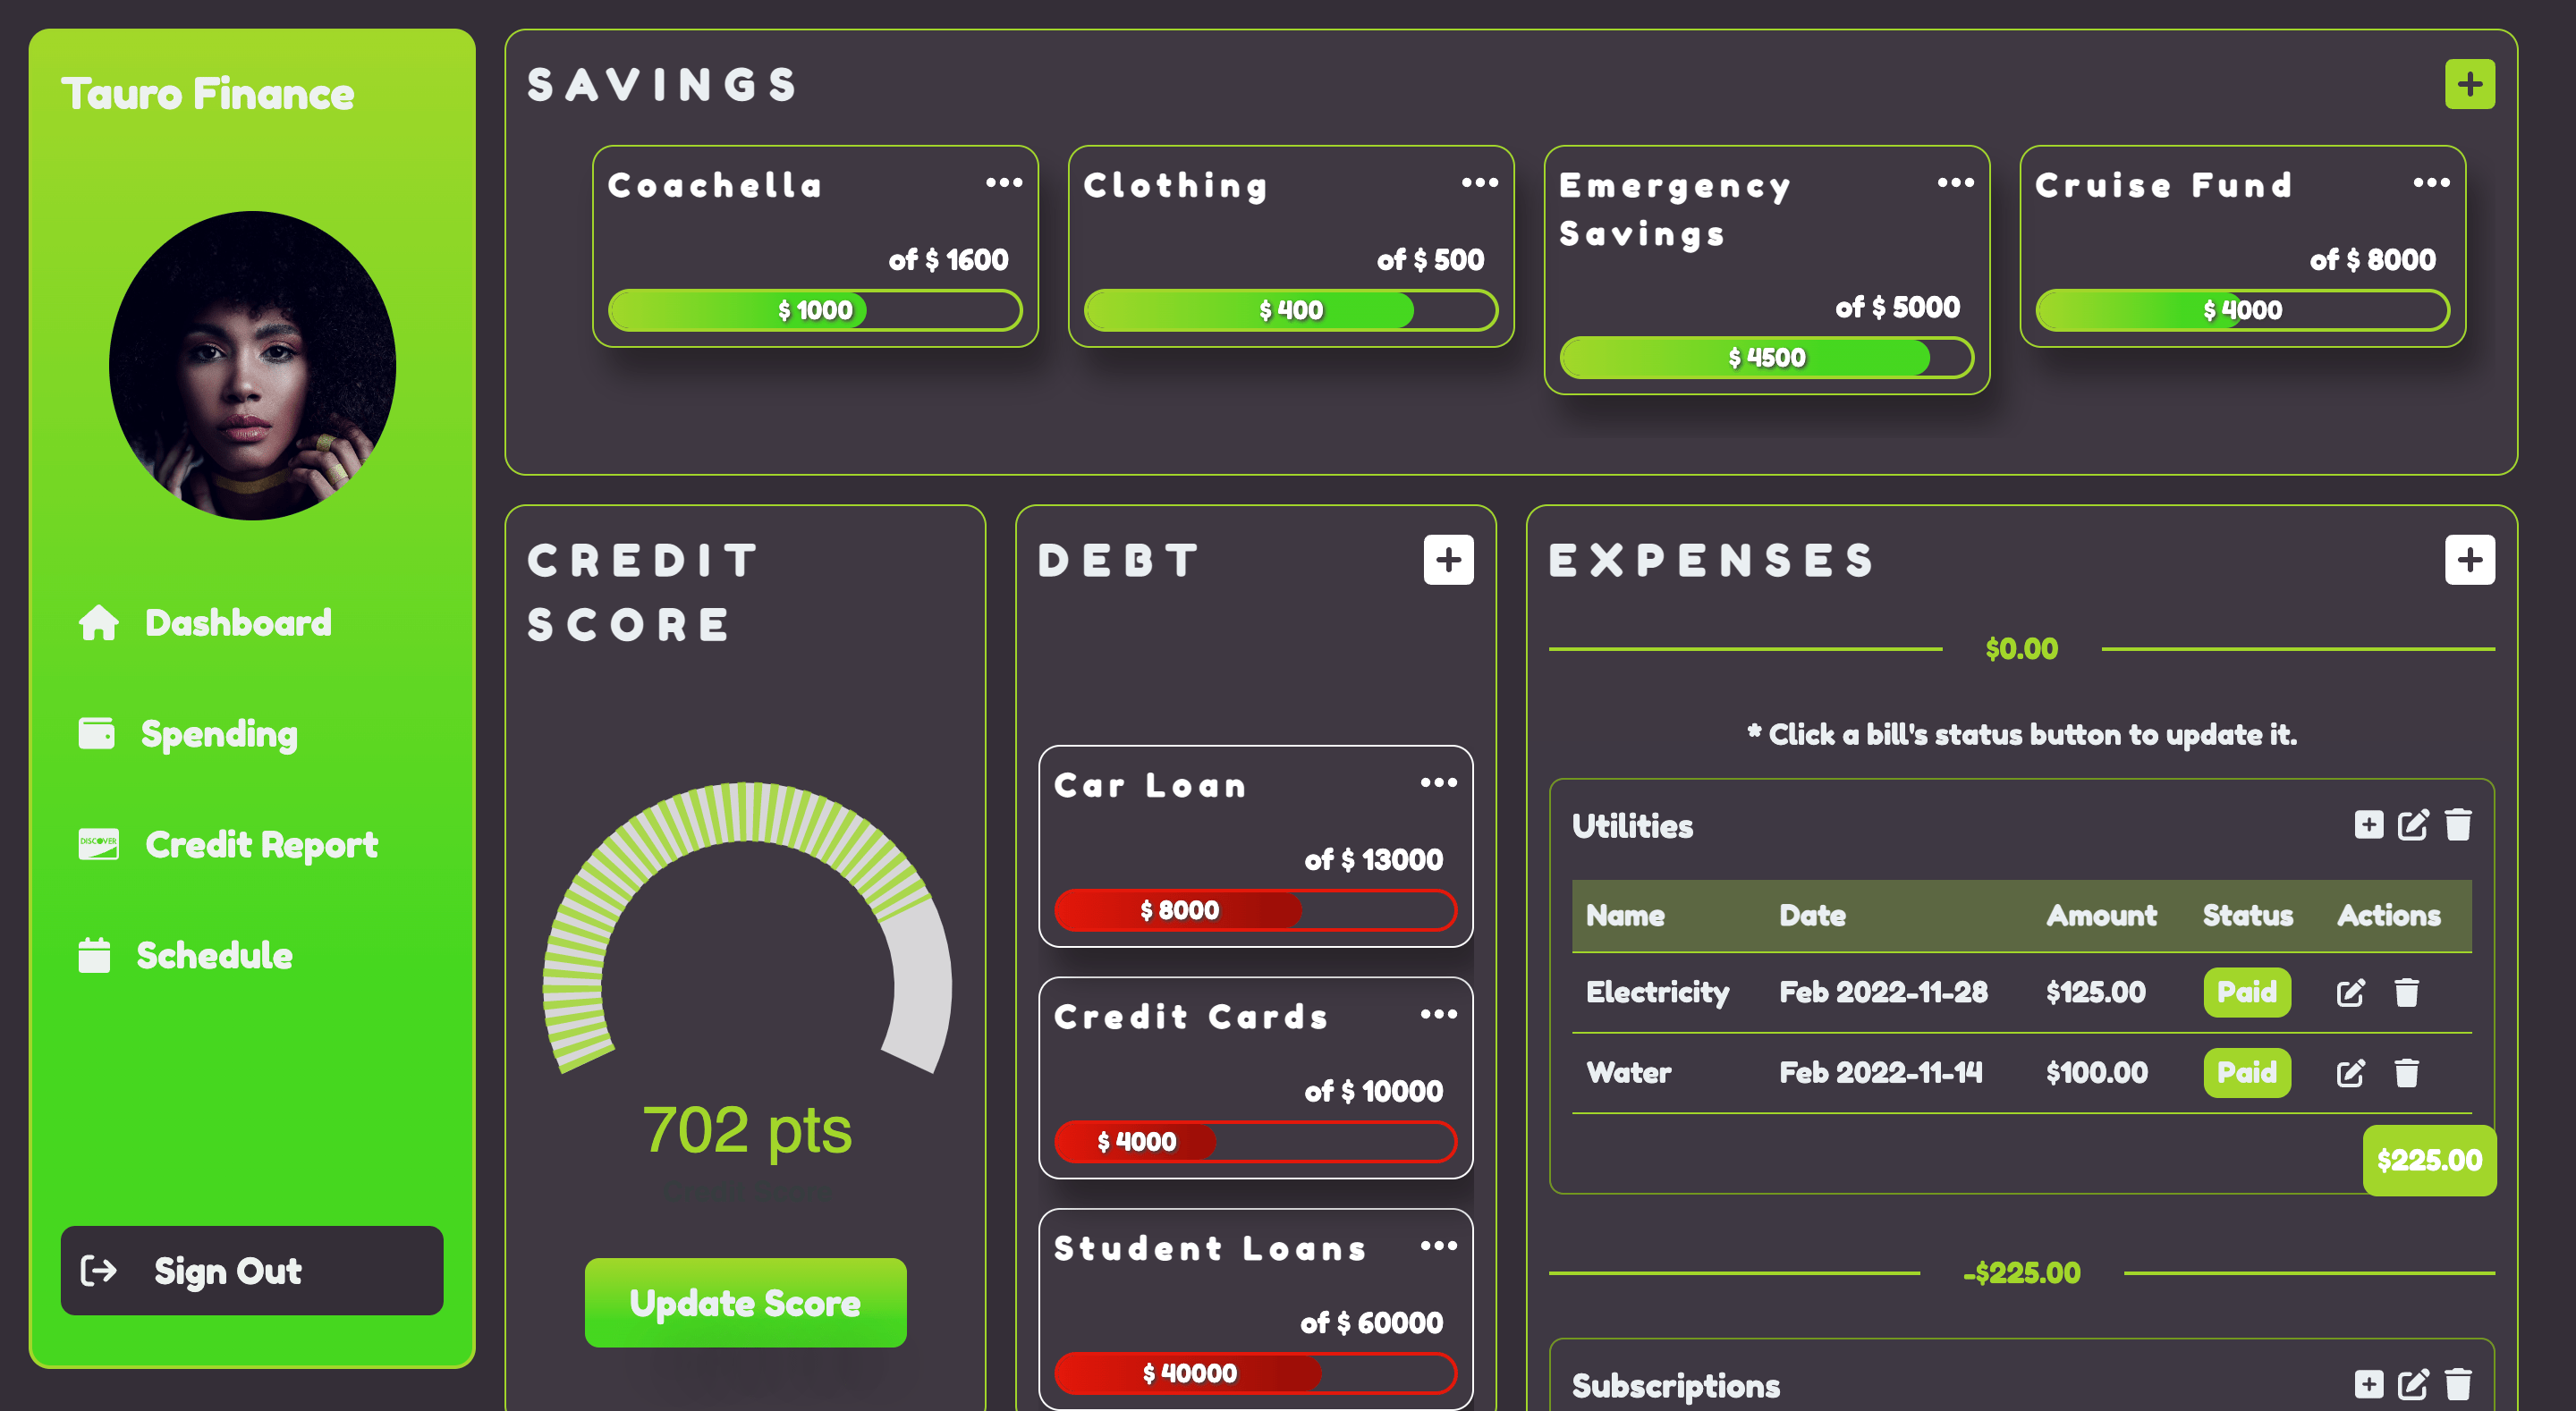 Tauro Finance
Dashboard
Spending
DISCOVER
Credit Report
Schedule
Sign Out
SAVINGS
Coachella
of $ 1600
$ 1000
Clothing
of $ 500
$ 400
Emergency
Savings
of $ 5000
$ 4500
Cruise Fund
of $ 8000
$ 4000
CREDIT
SCORE
702 pts
Update Score
DEBT
Car Loan
of $ 13000
$ 8000
Credit Cards
of $ 10000
$ 4000
Student Loans
of $ 60000
$ 40000
EXPENSES
$0.00
* Click a bill's status button to update it.
Utilities
Name Date Amount Status Actions
Electricity Feb 2022-11-28 $125.00 Paid
Water Feb 2022-11-14 $100.00 Paid
$225.00
-$225.00
Subscriptions